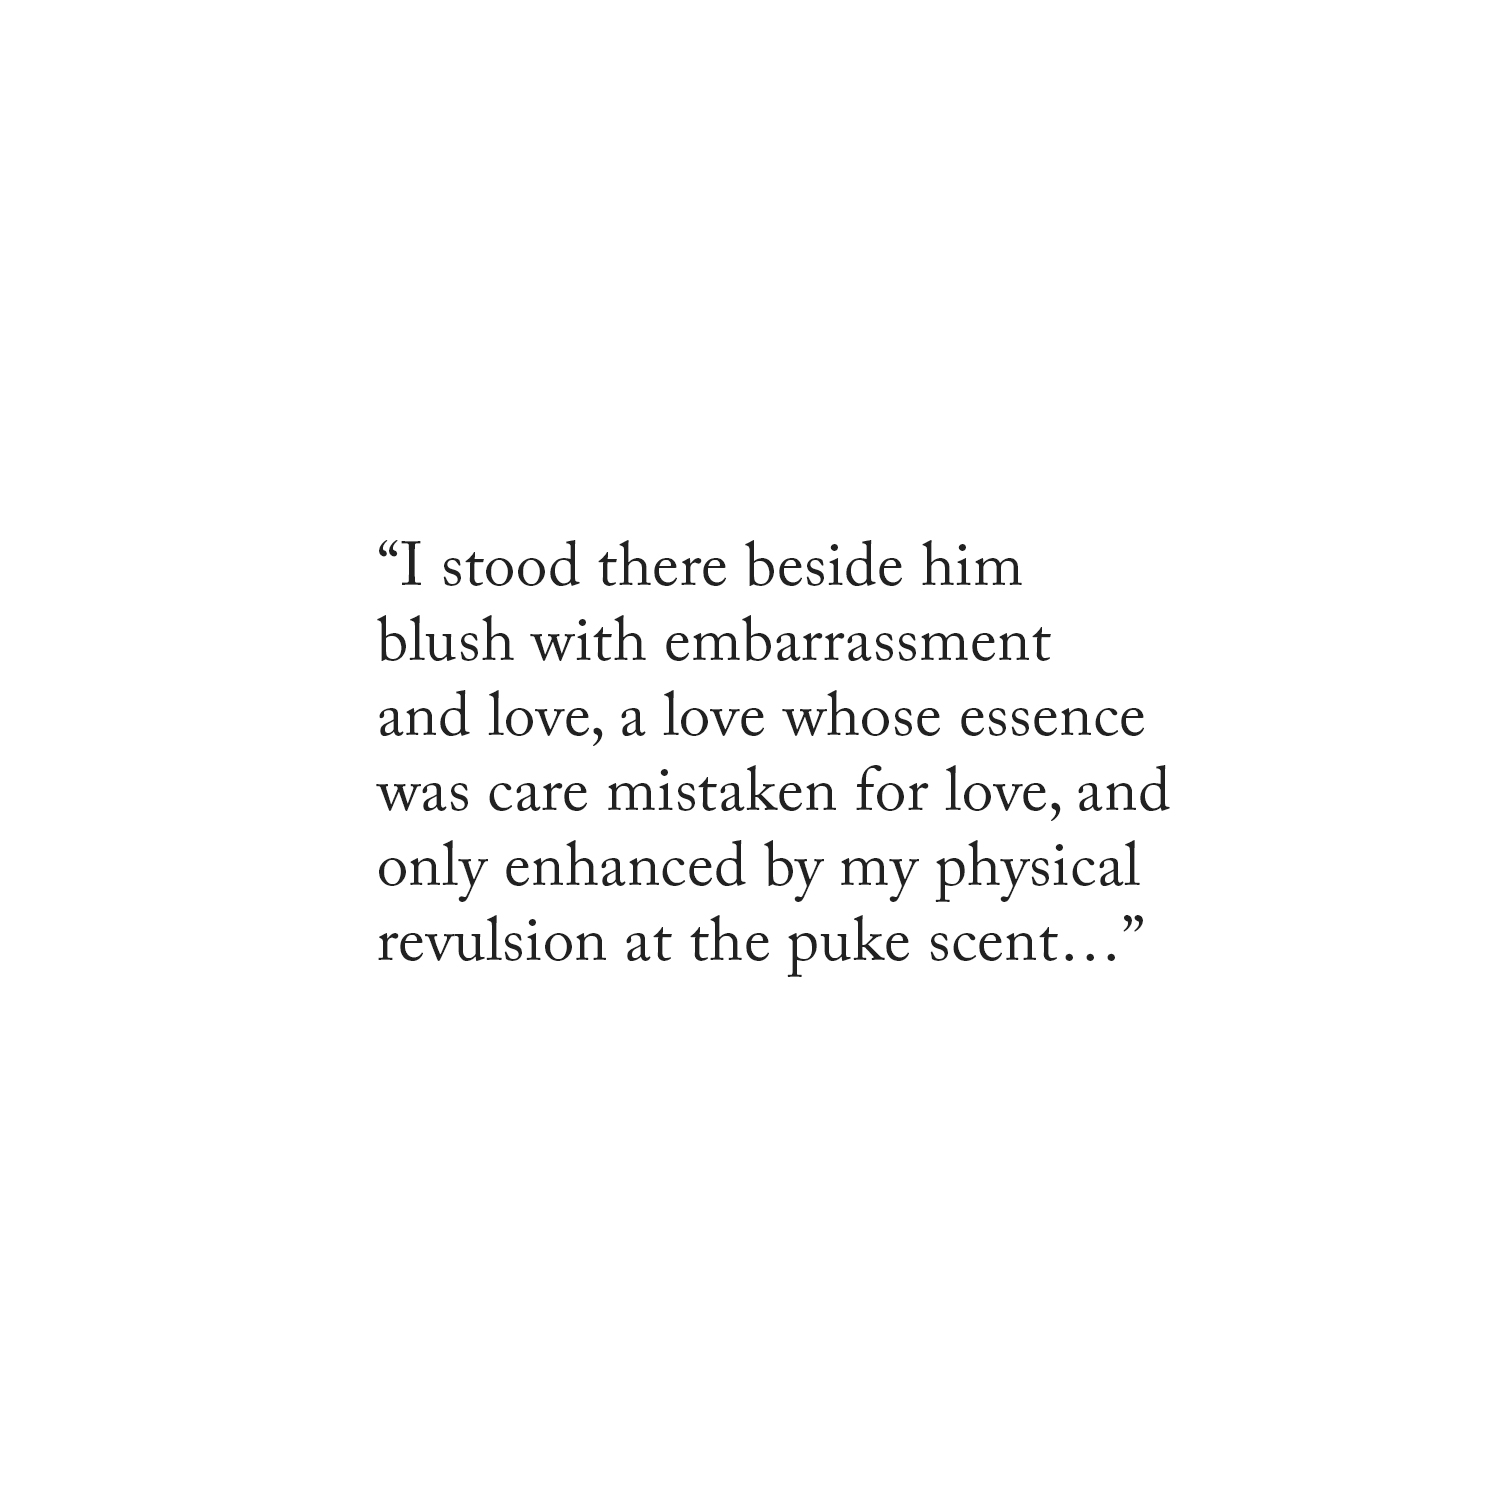 “I stood there beside him
blush with embarrassment
and love, a love whose essence
was care mistaken for love, and
only enhanced by my physical
revulsion at the puke scent…”